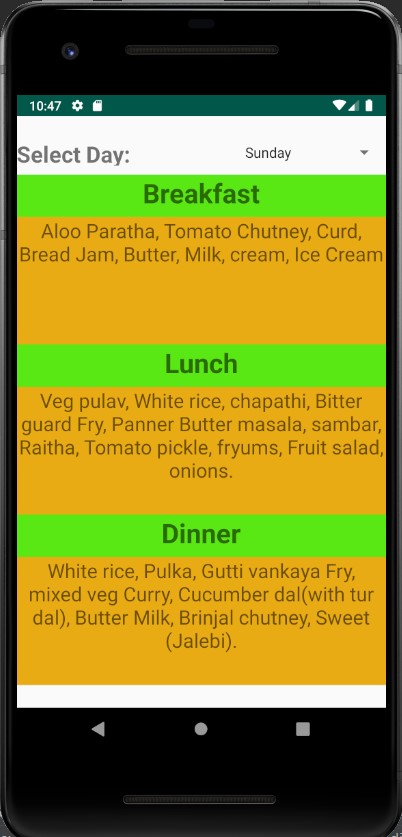 10:47
Select Day:
Sunday
Breakfast
Aloo Paratha, Tomato Chutney, Curd,
Bread Jam, Butter, Milk, cream, Ice Cream
Lunch
Veg pulav, White rice, chapathi, Bitter
guard Fry, Panner Butter masala, sambar,
Raitha, Tomato pickle, fryums, Fruit salad,
onions.
Dinner
White rice, Pulka, Gutti vankaya Fry,
mixed veg Curry, Cucumber dal(with tur
dal), Butter Milk, Brinjal chutney, Sweet
(Jalebi).